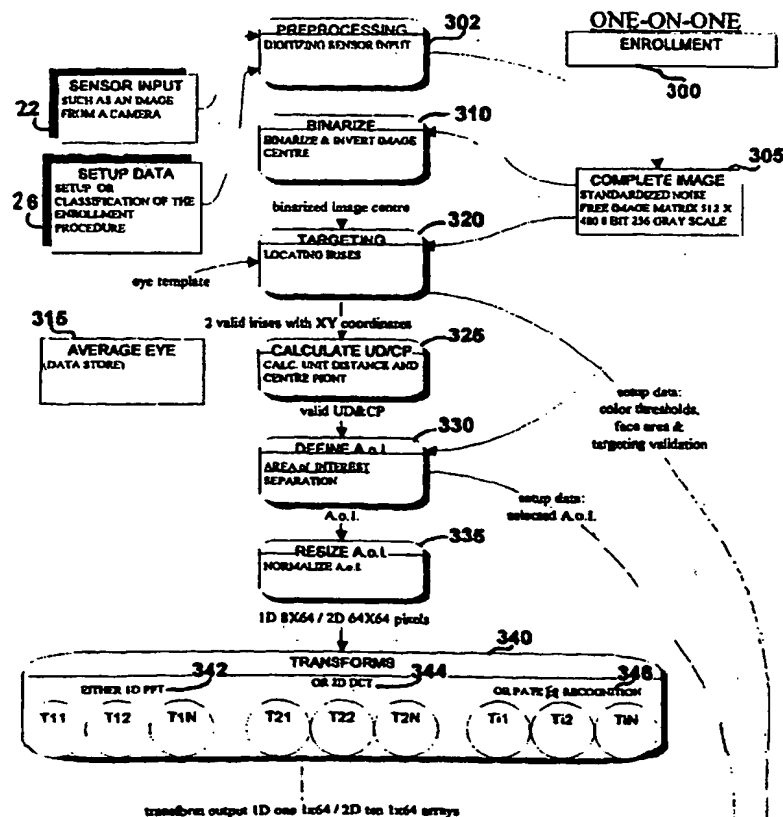 PREPROCESSING
302
DIGITIZING SENSOR INPUT
ONE-ON-ONE
ENROLLMENT
300
SENSOR INPUT
22
SUCH AS AN IMAGE
FROM A CAMERA
310
BINARIZE
BINARIZE & INVERT IMAGE
CENTRE
SETUP DATA
26
SETUP OR
CLASSIFICATION OF THE
ENROLLMENT
PROCEDURE
305
COMPLETE IMAGE
STANDARDIZED NOISE
FREE IMAGE MATRIX 512 X
480 8 BIT 256 GRAY SCALE
binarized image centre
320
TARGETING
LOCATING IRISES
eye template
2 valid irises with XY coordinates
315
AVERAGE EYE
(DATA STORE)
325
CALCULATE UD/CP
CALC. UNIT DISTANCE AND
CENTRE PIONT
valid UD&CP
setup data:
color thresholds,
face area &
targeting validation
330
DEFINE A.o.I.
AREA of INTEREST
SEPARATION
setup data:
selected A.o.I.
A.o.I.
335
RESIZE A.o.I.
NORMALIZE A.o.I.
1D 8X64 / 2D 64X64 pixels
340
TRANSFORMS
342
344
346
EITHER 1D FFT
OR 2D DCT
OR RECOGNITION
T11 T12 T1N T21 T22 T2N Ti1 Ti2 TiN
transform output 1D one 1x64 / 2D ten 1x64 arrays